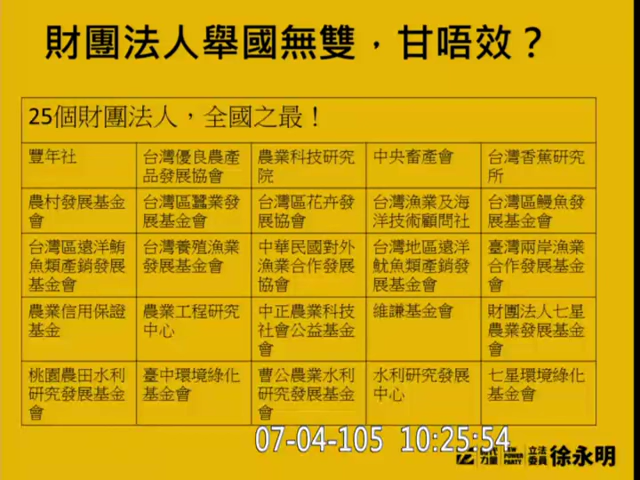 財團法人舉國無雙，甘唔效？
25個財團法人，全國之最！
豐年社
台灣優良農產
品發展協會
農業科技研究
院
中央畜產會
台灣香蕉研究
所
農村發展基金
會
台灣區蠶業發
展基金會
台灣區花卉發
展協會
台灣漁業及海
洋技術顧問社
台灣區鰻魚發
展基金會
台灣區遠洋鮪
魚類產銷發展
基金會
台灣養殖漁業
發展基金會
中華民國對外
漁業合作發展
協會
台灣地區遠洋
魷魚類產銷發
展基金會
臺灣兩岸漁業
合作發展基金
會
農業信用保證
基金
農業工程研究
中心
中正農業科技
社會公益基金
會
維謙基金會
財團法人七星
農業發展基金
會
桃園農田水利
研究發展基金
會
臺中環境綠化
基金會
曹公農業水利
研究發展基金
會
水利研究發展
中心
七星環境綠化
基金會
07-04-105 10:25:54
力量
POWER
PARTY
立法
委員
徐永明